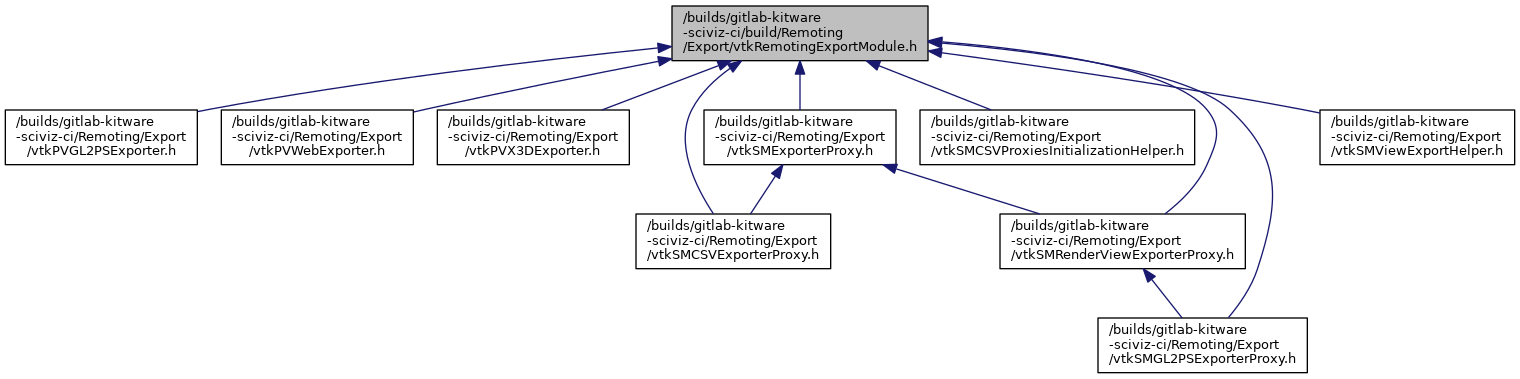 /builds/gitlab-kitware
-sciviz-ci/build/Remoting
/Export/vtkRemotingExportModule.h
/builds/gitlab-kitware
-sciviz-ci/Remoting/Export
/vtkPVGL2PSExporter.h
/builds/gitlab-kitware
-sciviz-ci/Remoting/Export
/vtkPVWebExporter.h
/builds/gitlab-kitware
-sciviz-ci/Remoting/Export
/vtkPVX3DExporter.h
/builds/gitlab-kitware
-sciviz-ci/Remoting/Export
/vtkSMExporterProxy.h
/builds/gitlab-kitware
-sciviz-ci/Remoting/Export
/vtkSMCSVProxiesInitializationHelper.h
/builds/gitlab-kitware
-sciviz-ci/Remoting/Export
/vtkSMViewExportHelper.h
/builds/gitlab-kitware
-sciviz-ci/Remoting/Export
/vtkSMCSVExporterProxy.h
/builds/gitlab-kitware
-sciviz-ci/Remoting/Export
/vtkSMRenderViewExporterProxy.h
/builds/gitlab-kitware
-sciviz-ci/Remoting/Export
/vtkSMGL2PSExporterProxy.h